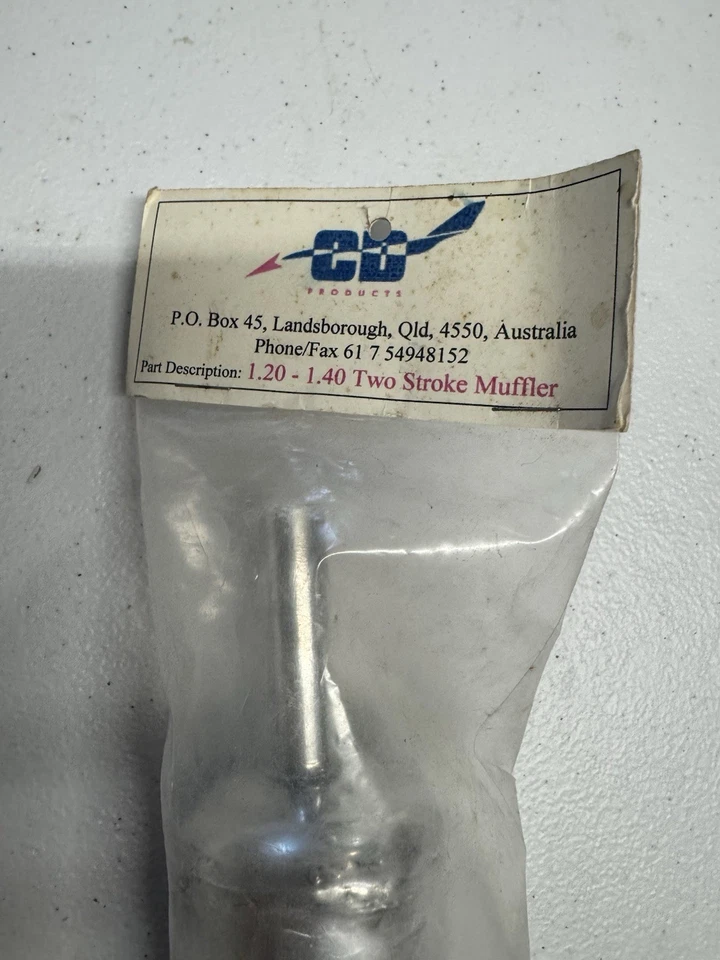 CB
PRODUCTS
P.O. Box 45, Landsborough, Qld, 4550, Australia
Phone/Fax 61 7 54948152
Part Description: 1.20 - 1.40 Two Stroke Muffler